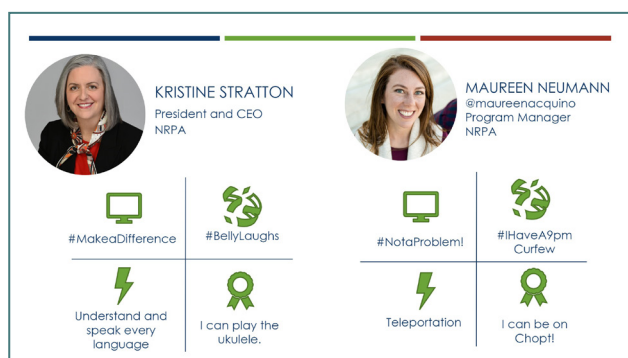 KRISTINE STRATTON
President and CEO
NRPA
#MakeaDifference
#BellyLaughs
Understand and
speak every
language
I can play the
ukulele.
MAUREEN NEUMANN
@maureenacquino
Program Manager
NRPA
#NotaProblem!
#IHaveA9pm
Curfew
Teleportation
I can be on
Chopt!